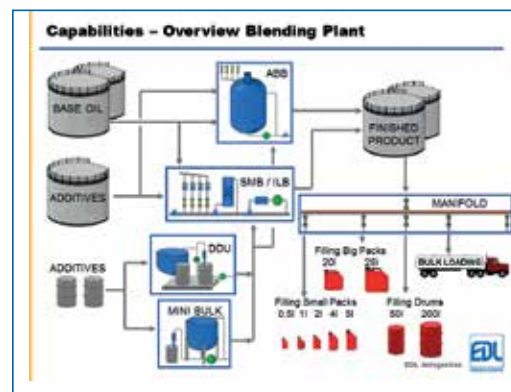 Capabilities – Overview Blending Plant
ABB
BASE OIL
FINISHED
PRODUCT
ADDITIVES
SMB / ILB
MANIFOLD
DDU
ADDITIVES
Filling Big Packs
20l 25l
BULK LOADING
MINI BULK
Filling Small Packs
0.5l 1l 2l 4l 5l
Filling Drums
50l 200l
EDL